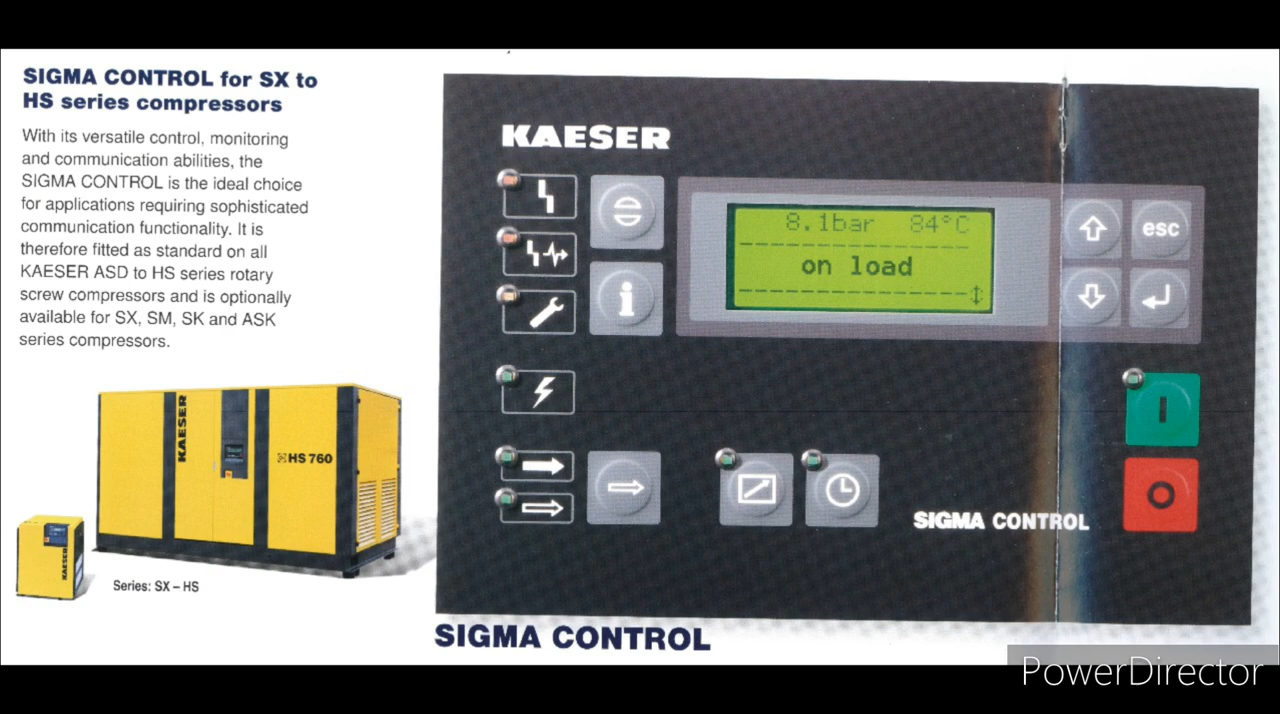 SIGMA CONTROL for SX to
HS series compressors
With its versatile control, monitoring
and communication abilities, the
SIGMA CONTROL is the ideal choice
for applications requiring sophisticated
communication functionality. It is
therefore fitted as standard on all
KAESER ASD to HS series rotary
screw compressors and is optionally
available for SX, SM, SK and ASK
series compressors.
KAESER
HS 760
KAESER
Series: SX – HS
KAESER
8.1bar 84°C
on load
esc
SIGMA CONTROL
SIGMA CONTROL
PowerDirector